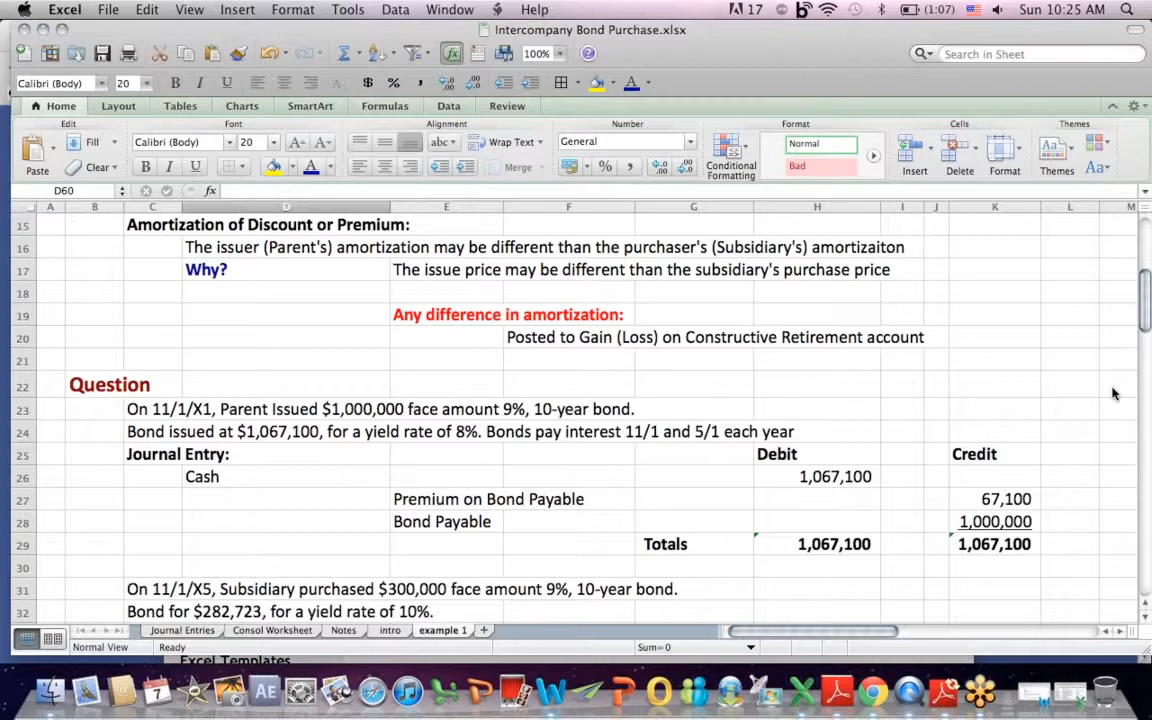 Excel File Edit View Insert Format Tools Data Window Help 17 (1:07) Sun 10:25 AM
Intercompany Bond Purchase.xlsx
100% Search in Sheet
Calibri (Body) 20 B I U $ % ,
Home Layout Tables Charts SmartArt Formulas Data Review
Edit Font Alignment Number Format Cells Themes
Fill Calibri (Body) 20 A A abc Wrap Text General Normal
Paste Clear B I U A Merge % , Conditional Formatting Bad Insert Delete Format Themes Aa
D60 fx
A B C D E F G H I J K L M
15 Amortization of Discount or Premium:
16 The issuer (Parent's) amortization may be different than the purchaser's (Subsidiary's) amortizaiton
17 Why? The issue price may be different than the subsidiary's purchase price
18
19 Any difference in amortization:
20 Posted to Gain (Loss) on Constructive Retirement account
21
22 Question
23 On 11/1/X1, Parent Issued $1,000,000 face amount 9%, 10-year bond.
24 Bond issued at $1,067,100, for a yield rate of 8%. Bonds pay interest 11/1 and 5/1 each year
25 Journal Entry: Debit Credit
26 Cash 1,067,100
27 Premium on Bond Payable 67,100
28 Bond Payable 1,000,000
29 Totals 1,067,100 1,067,100
30
31 On 11/1/X5, Subsidiary purchased $300,000 face amount 9%, 10-year bond.
32 Bond for $282,723, for a yield rate of 10%.
Journal Entries Consol Worksheet Notes intro example 1
Normal View Ready Sum=0
Excel Templates